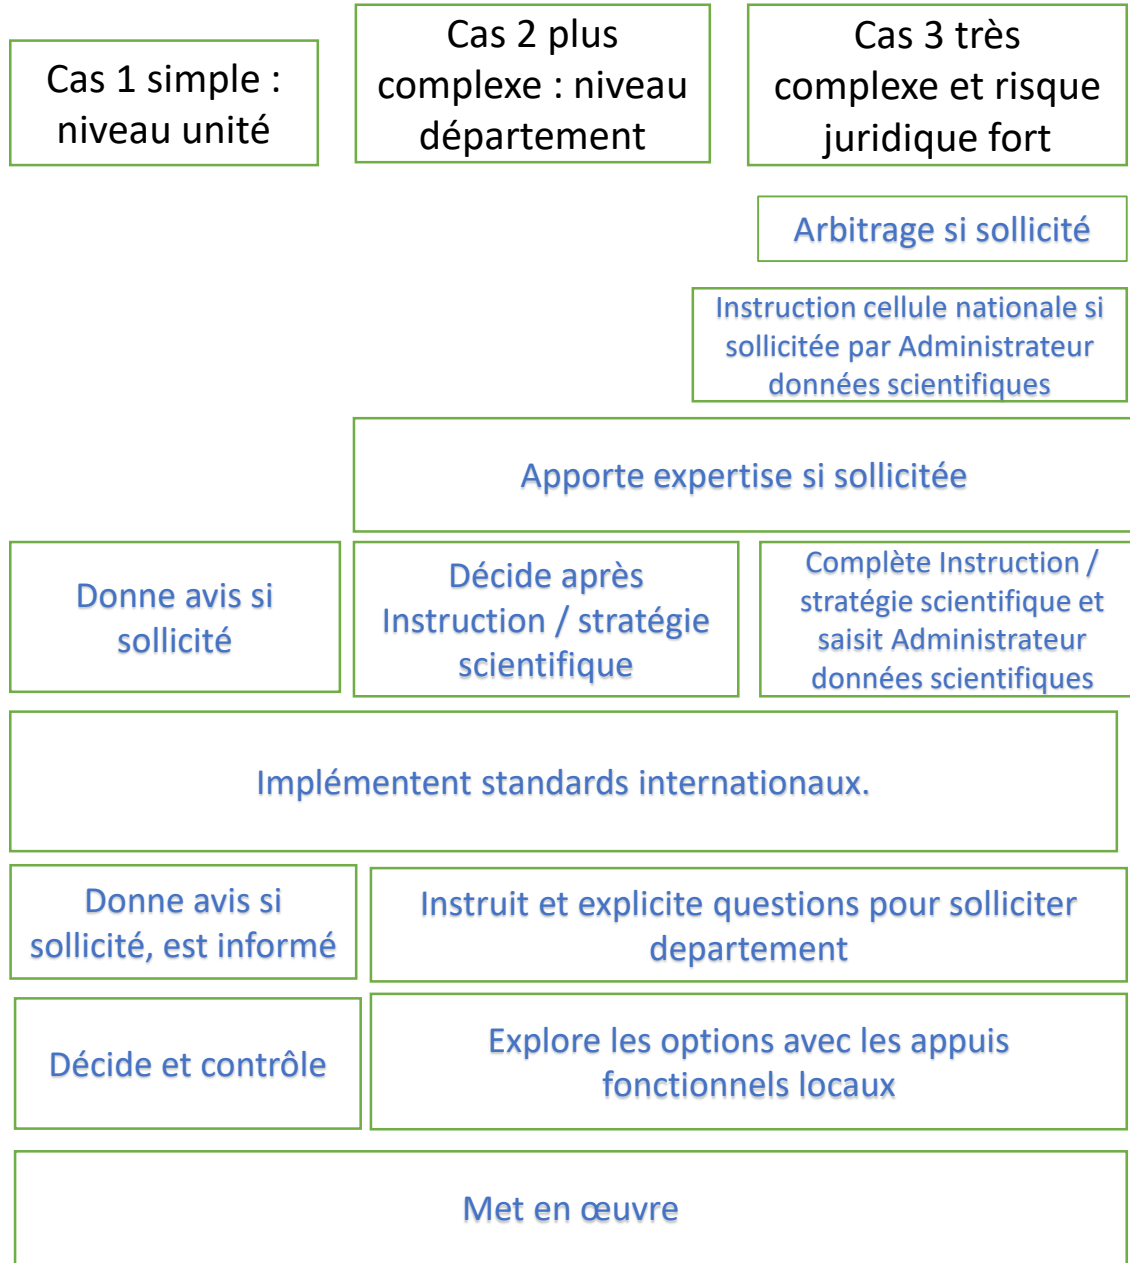 Cas 1 simple :
niveau unité
Cas 2 plus
complexe : niveau
département
Cas 3 très
complexe et risque
juridique fort
Arbitrage si sollicité
Instruction cellule nationale si
sollicitée par Administrateur
données scientifiques
Apporte expertise si sollicitée
Donne avis si
sollicité
Décide après
Instruction / stratégie
scientifique
Complète Instruction /
stratégie scientifique et
saisit Administrateur
données scientifiques
Implémentent standards internationaux.
Donne avis si
sollicité, est informé
Instruit et explicite questions pour solliciter
departement
Décide et contrôle
Explore les options avec les appuis
fonctionnels locaux
Met en œuvre